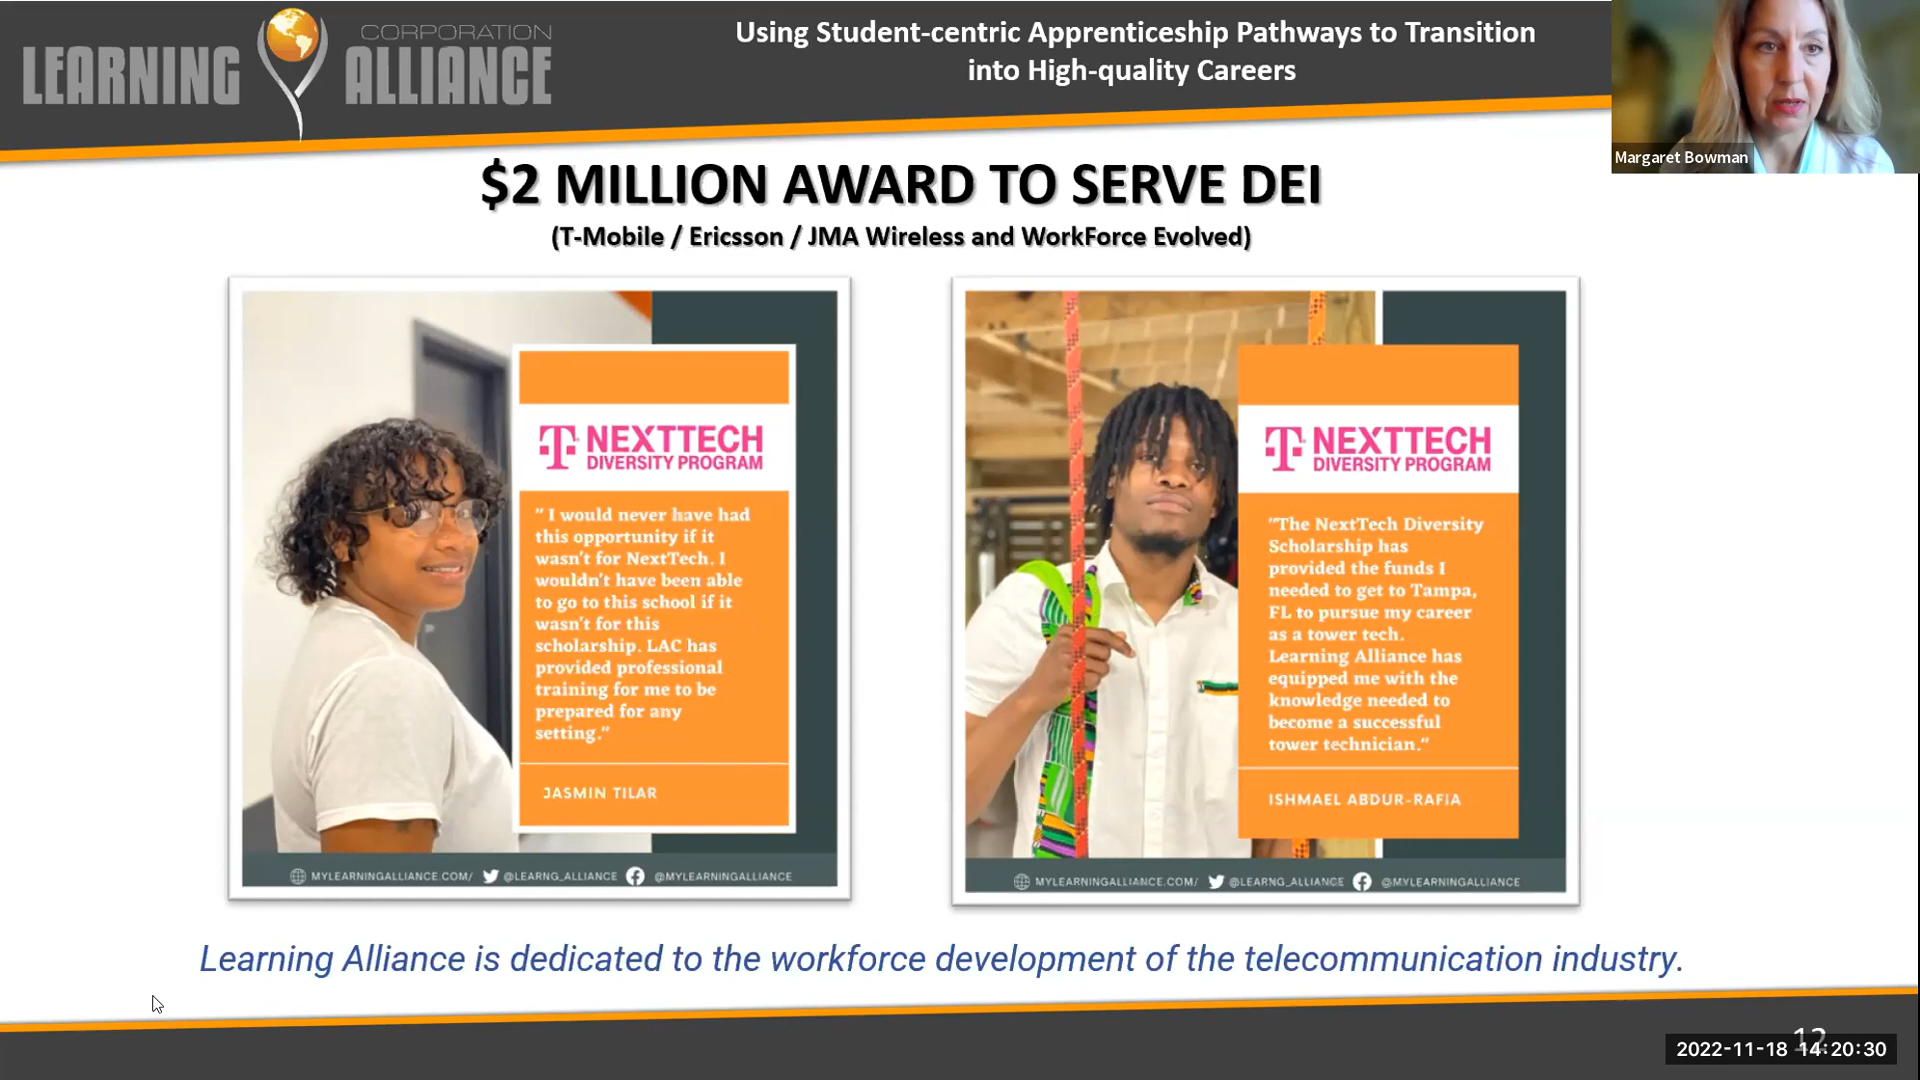 LEARNING
CORPORATION
ALLIANCE
Using Student-centric Apprenticeship Pathways to Transition
into High-quality Careers
Margaret Bowman
$2 MILLION AWARD TO SERVE DEI
(T-Mobile / Ericsson / JMA Wireless and WorkForce Evolved)
T NEXTTECH
DIVERSITY PROGRAM
" I would never have had
this opportunity if it
wasn't for NextTech. I
wouldn't have been able
to go to this school if it
wasn't for this
scholarship. LAC has
provided professional
training for me to be
prepared for any
setting."
JASMIN TILAR
MYLEARNINGALLIANCE.COM/ @LEARNG_ALLIANCE @MYLEARNINGALLIANCE
T NEXTTECH
DIVERSITY PROGRAM
"The NextTech Diversity
Scholarship has
provided the funds I
needed to get to Tampa,
FL to pursue my career
as a tower tech.
Learning Alliance has
equipped me with the
knowledge needed to
become a successful
tower technician."
ISHMAEL ABDUR-RAFIA
MYLEARNINGALLIANCE.COM/ @LEARNG_ALLIANCE @MYLEARNINGALLIANCE
Learning Alliance is dedicated to the workforce development of the telecommunication industry.
12
2022-11-18 14:20:30